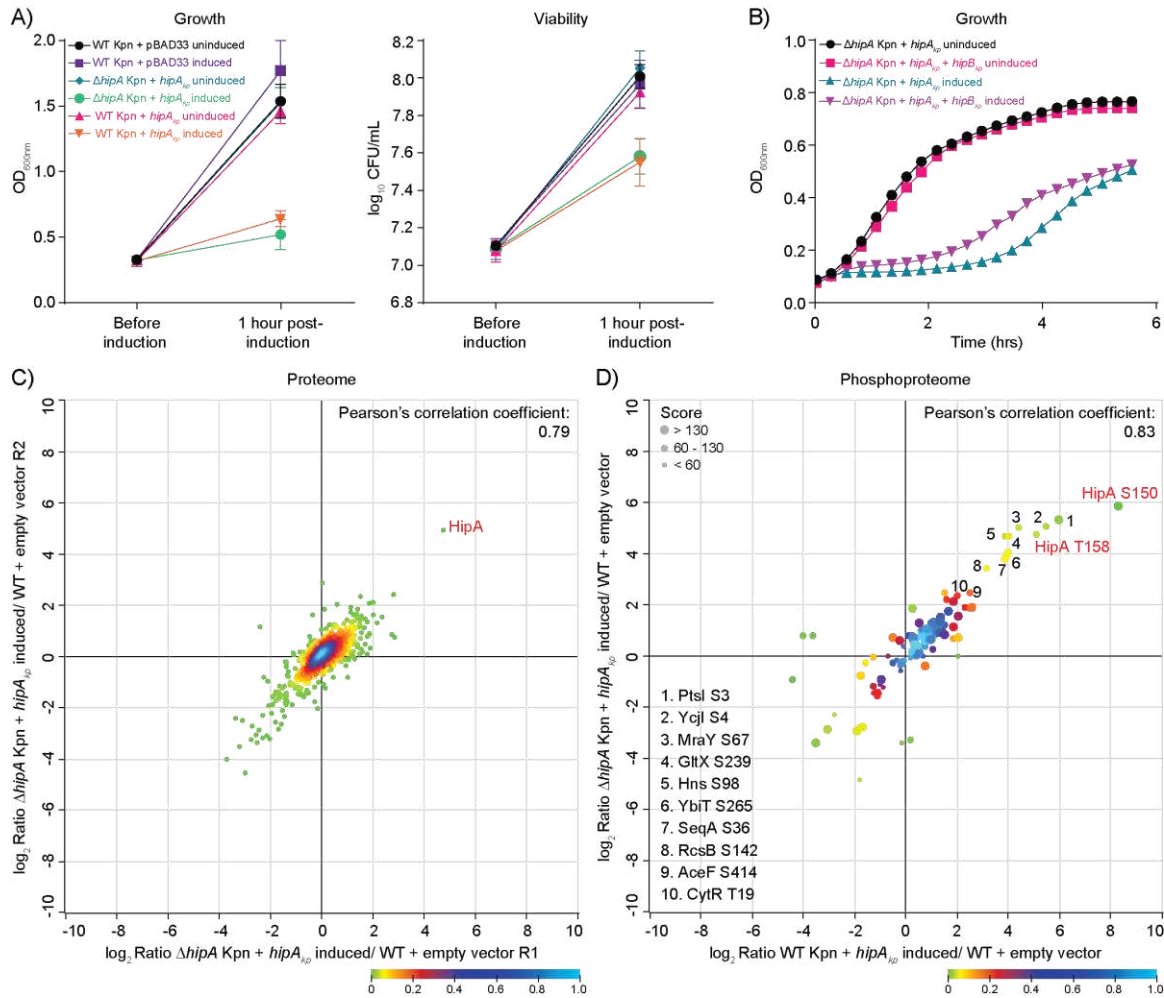 A)
Growth
2.0
1.5
1.0
0.5
0.0
OD600nm
WT Kpn + pBAD33 uninduced
WT Kpn + pBAD33 induced
ΔhipA Kpn + hipAkp uninduced
ΔhipA Kpn + hipAkp induced
WT Kpn + hipAkp uninduced
WT Kpn + hipAkp induced
Before
induction
1 hour post-
induction
Viability
8.2
8.0
7.8
7.6
7.4
7.2
7.0
6.8
log10 CFU/mL
Before
induction
1 hour post-
induction
B)
Growth
1.0
0.8
0.6
0.4
0.2
0.0
OD600nm
ΔhipA Kpn + hipAkp uninduced
ΔhipA Kpn + hipAkp + hipBkp uninduced
ΔhipA Kpn + hipAkp induced
ΔhipA Kpn + hipAkp + hipBkp induced
0 2 4 6
Time (hrs)
C)
Proteome
Pearson's correlation coefficient:
0.79
HipA
10
8
6
4
2
0
-2
-4
-6
-8
-10
log2 Ratio ΔhipA Kpn + hipAkp induced/ WT + empty vector R2
-10 -8 -6 -4 -2 0 2 4 6 8 10
log2 Ratio ΔhipA Kpn + hipAkp induced/ WT + empty vector R1
0 0.2 0.4 0.6 0.8 1.0
D)
Phosphoproteome
Score
> 130
60 - 130
< 60
Pearson's correlation coefficient:
0.83
HipA S150
3 2 1
5
4
HipA T158
6
8 7
10 9
1. PtsI S3
2. YcjI S4
3. MraY S67
4. GltX S239
5. Hns S98
6. YbiT S265
7. SeqA S36
8. RcsB S142
9. AceF S414
10. CytR T19
10
8
6
4
2
0
-2
-4
-6
-8
-10
log2 Ratio ΔhipA Kpn + hipAkp induced/ WT + empty vector
-10 -8 -6 -4 -2 0 2 4 6 8 10
log2 Ratio WT Kpn + hipAkp induced/ WT + empty vector
0 0.2 0.4 0.6 0.8 1.0